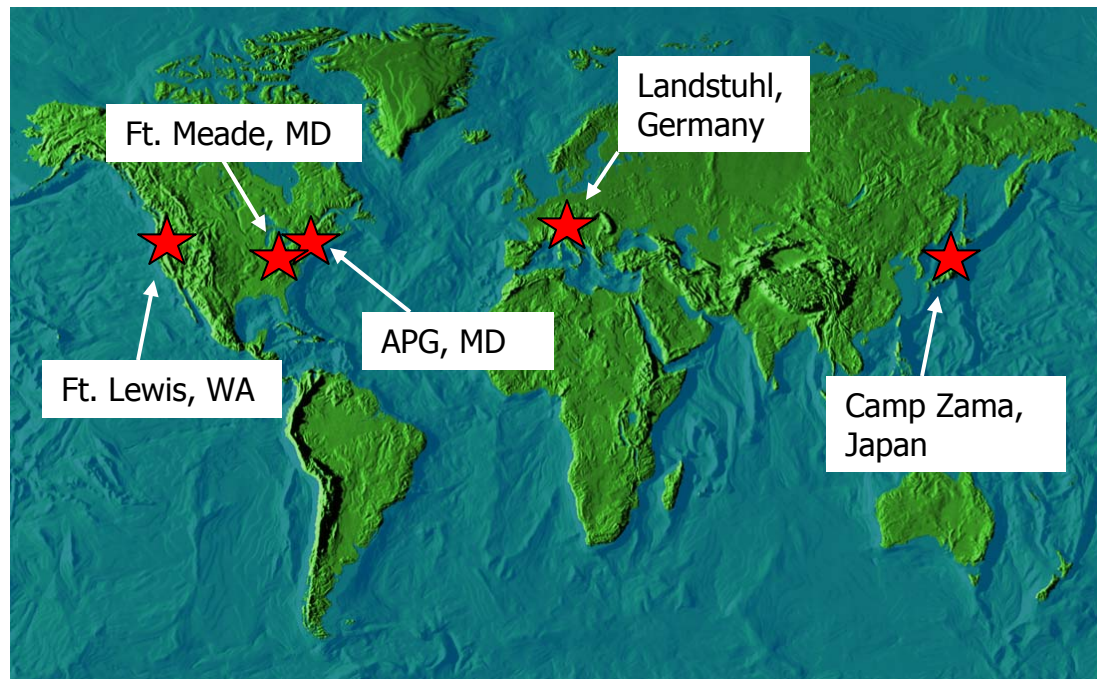 Landstuhl,
Germany
Ft. Meade, MD
APG, MD
Ft. Lewis, WA
Camp Zama,
Japan